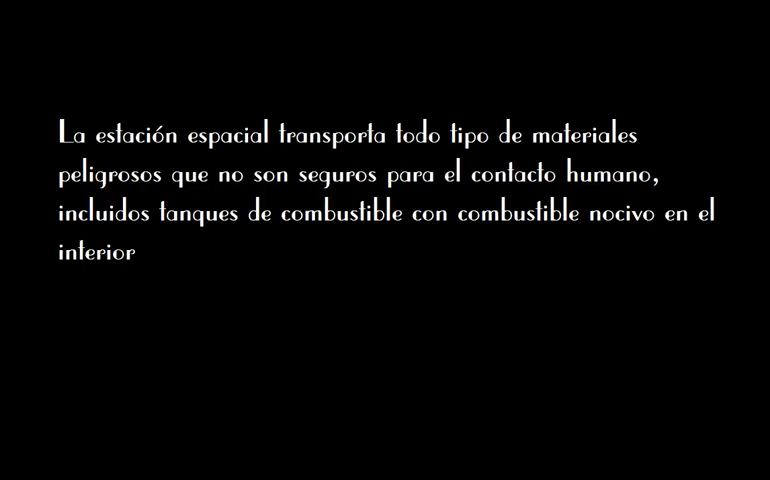 La estación espacial transporta todo tipo de materiales
peligrosos que no son seguros para el contacto humano,
incluidos tanques de combustible con combustible nocivo en el
interior